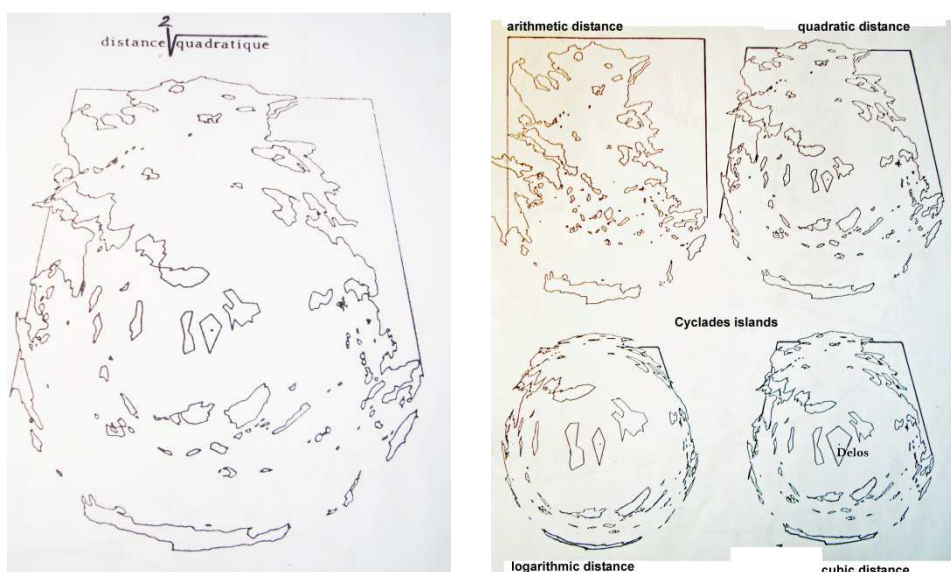 2
distance √quadratique
arithmetic distance
quadratic distance
Cyclades islands
Delos
logarithmic distance
cubic distance